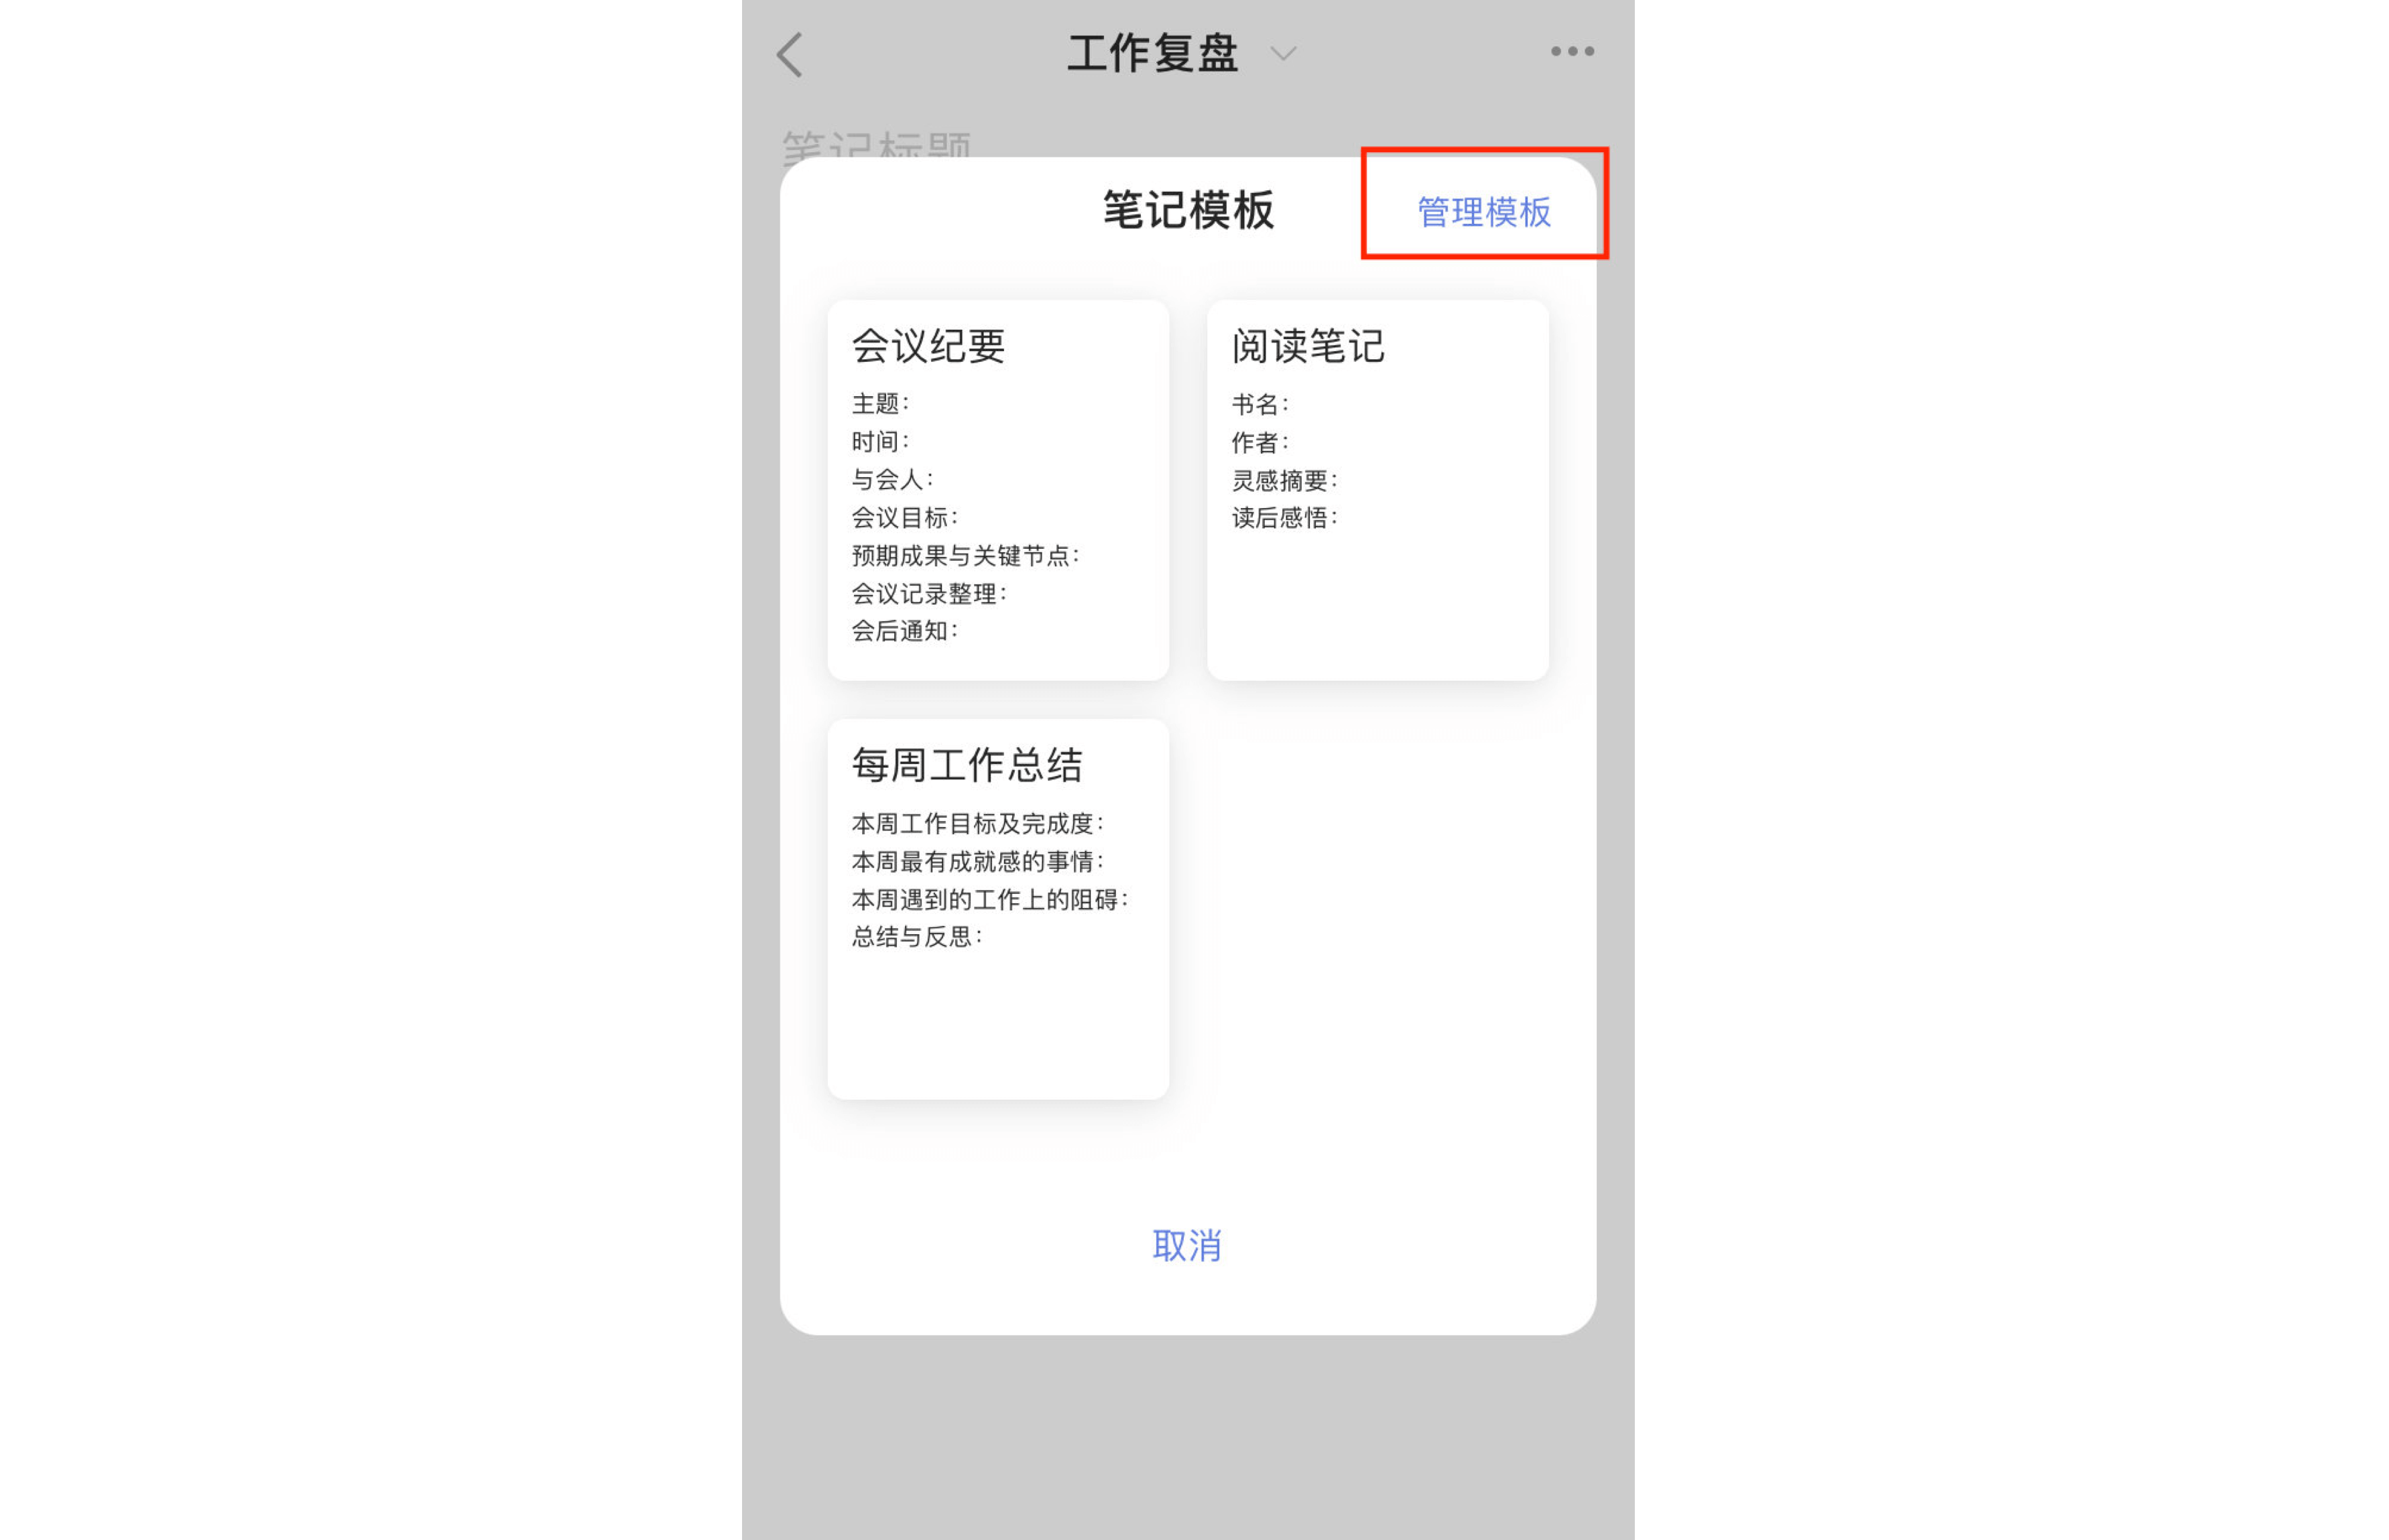 工作复盘
笔记标题
笔记模板
管理模板
会议纪要
主题：
时间：
与会人：
会议目标：
预期成果与关键节点：
会议记录整理：
会后通知：
阅读笔记
书名：
作者：
灵感摘要：
读后感悟：
每周工作总结
本周工作目标及完成度：
本周最有成就感的事情：
本周遇到的工作上的阻碍：
总结与反思：
取消